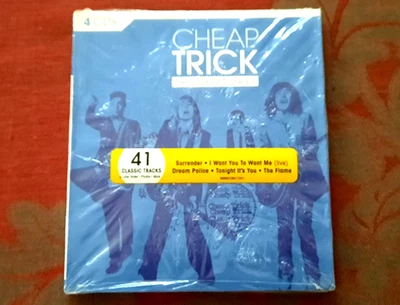 4 CDs
CHEAP
TRICK
41
CLASSIC TRACKS
Surrender • I Want You To Want Me (live)
Dream Police • Tonight It's You • The Flame